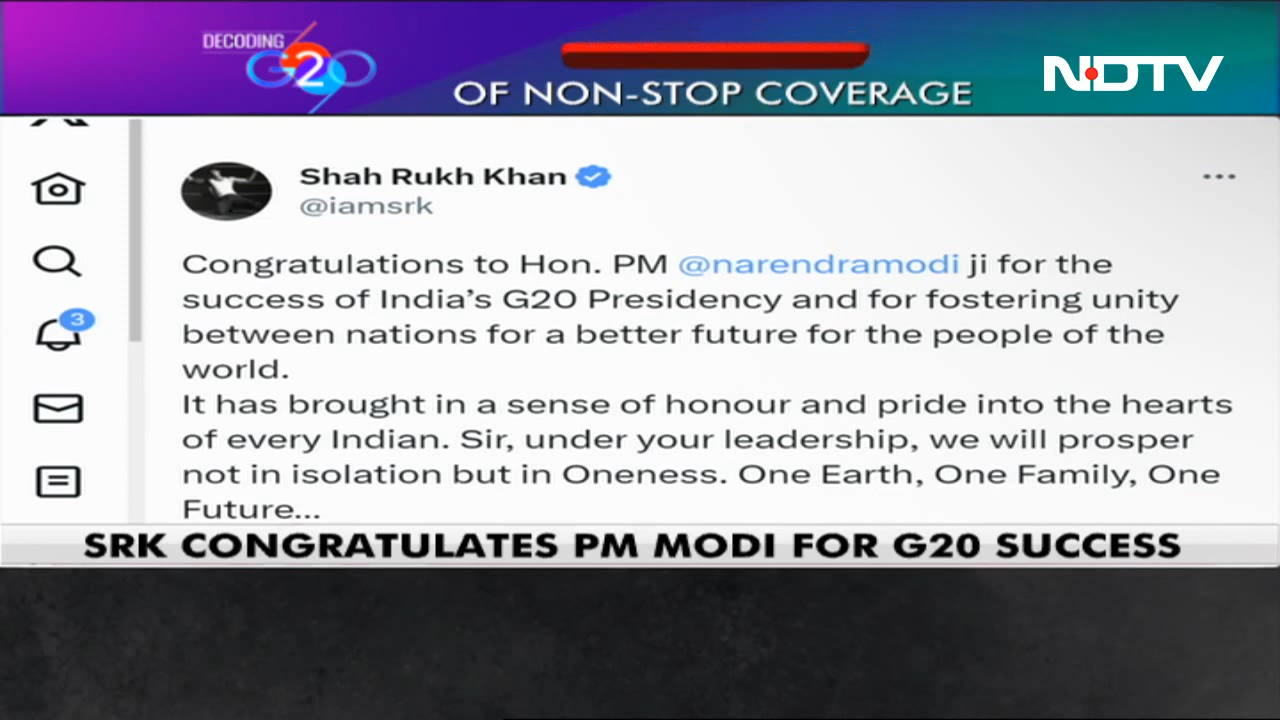 DECODING
G20
OF NON-STOP COVERAGE
NDTV
Shah Rukh Khan
@iamsrk
3
Congratulations to Hon. PM @narendramodi ji for the
success of India's G20 Presidency and for fostering unity
between nations for a better future for the people of the
world.
It has brought in a sense of honour and pride into the hearts
of every Indian. Sir, under your leadership, we will prosper
not in isolation but in Oneness. One Earth, One Family, One
Future...
SRK CONGRATULATES PM MODI FOR G20 SUCCESS